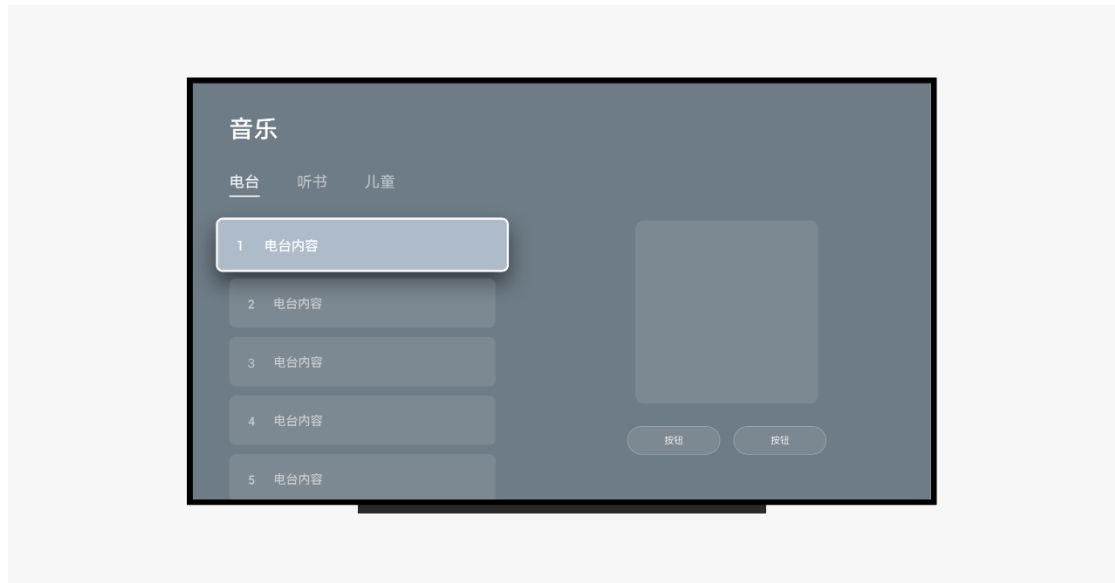 音乐
电台 听书 儿童
1 电台内容
2 电台内容
3 电台内容
4 电台内容
5 电台内容
按钮 按钮